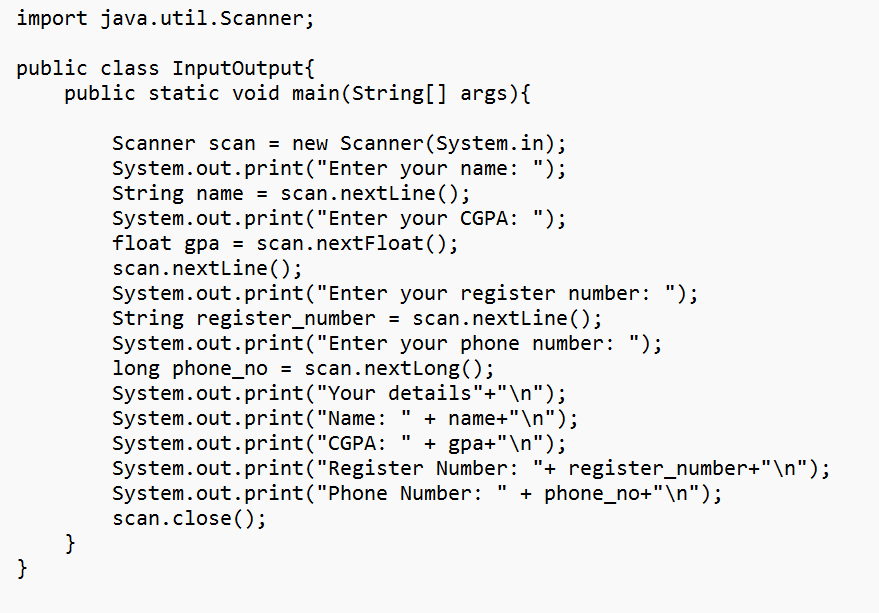 import java.util.Scanner;
public class InputOutput{
public static void main(String[] args){
Scanner scan = new Scanner(System.in);
System.out.print("Enter your name: ");
String name = scan.nextLine();
System.out.print("Enter your CGPA: ");
float gpa = scan.nextFloat();
scan.nextLine();
System.out.print("Enter your register number: ");
String register_number = scan.nextLine();
System.out.print("Enter your phone number: ");
long phone_no = scan.nextLong();
System.out.print("Your details"+"\n");
System.out.print("Name: " + name+"\n");
System.out.print("CGPA: " + gpa+"\n");
System.out.print("Register Number: "+ register_number+"\n");
System.out.print("Phone Number: " + phone_no+"\n");
scan.close();
}
}